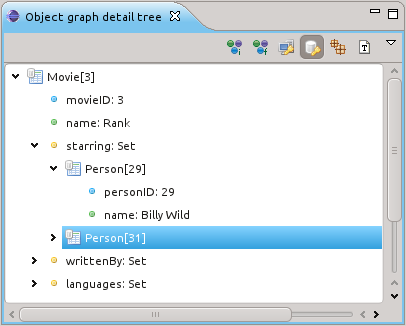 Object graph detail tree
Movie[3]
movieID: 3
name: Rank
starring: Set
Person[29]
personID: 29
name: Billy Wild
Person[31]
writtenBy: Set
languages: Set